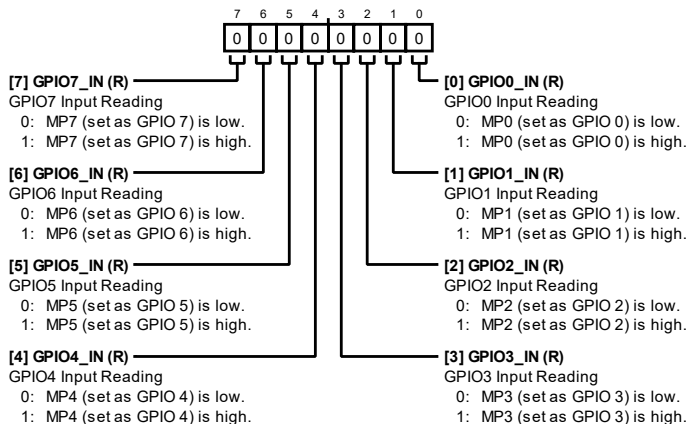 7 6 5 4 3 2 1 0
0 0 0 0 0 0 0 0
[7] GPIO7_IN (R)
GPIO7 Input Reading
0: MP7 (set as GPIO 7) is low.
1: MP7 (set as GPIO 7) is high.
[6] GPIO6_IN (R)
GPIO6 Input Reading
0: MP6 (set as GPIO 6) is low.
1: MP6 (set as GPIO 6) is high.
[5] GPIO5_IN (R)
GPIO5 Input Reading
0: MP5 (set as GPIO 5) is low.
1: MP5 (set as GPIO 5) is high.
[4] GPIO4_IN (R)
GPIO4 Input Reading
0: MP4 (set as GPIO 4) is low.
1: MP4 (set as GPIO 4) is high.
[0] GPIO0_IN (R)
GPIO0 Input Reading
0: MP0 (set as GPIO 0) is low.
1: MP0 (set as GPIO 0) is high.
[1] GPIO1_IN (R)
GPIO1 Input Reading
0: MP1 (set as GPIO 1) is low.
1: MP1 (set as GPIO 1) is high.
[2] GPIO2_IN (R)
GPIO2 Input Reading
0: MP2 (set as GPIO 2) is low.
1: MP2 (set as GPIO 2) is high.
[3] GPIO3_IN (R)
GPIO3 Input Reading
0: MP3 (set as GPIO 3) is low.
1: MP3 (set as GPIO 3) is high.